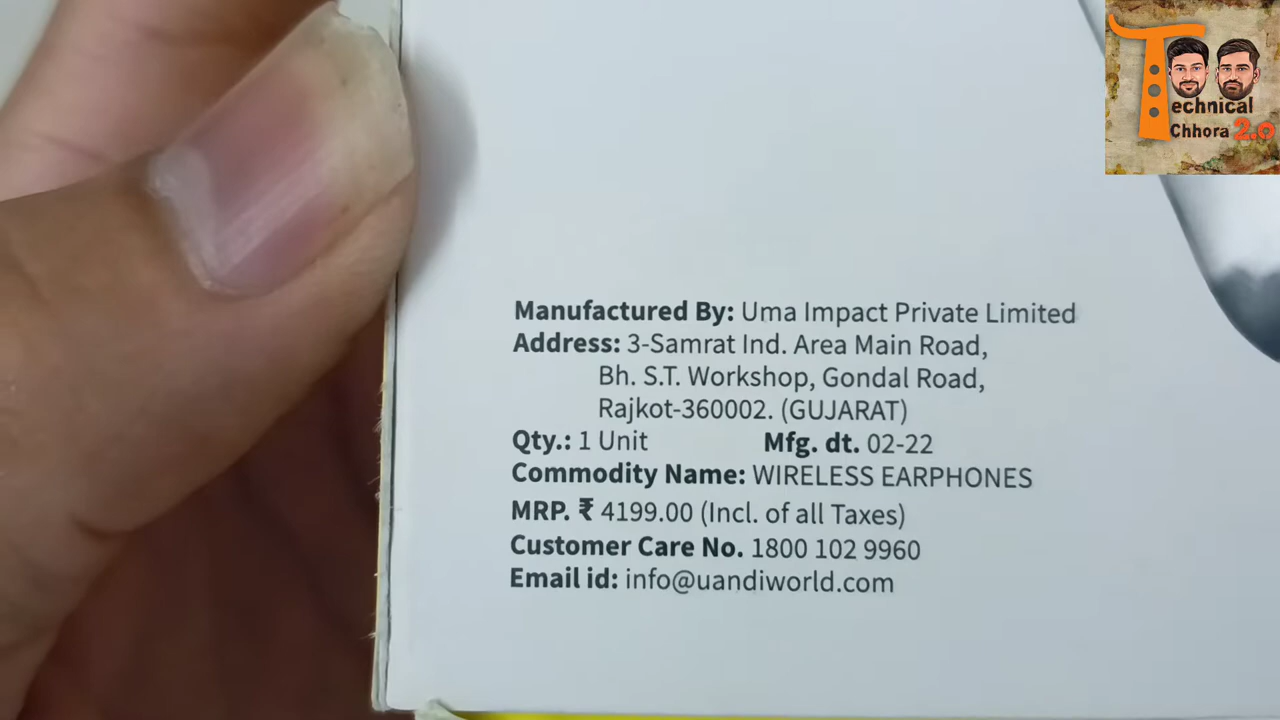 Technical
Chhora 2.0
Manufactured By: Uma Impact Private Limited
Address: 3-Samrat Ind. Area Main Road,
Bh. S.T. Workshop, Gondal Road,
Rajkot-360002. (GUJARAT)
Qty.: 1 Unit Mfg. dt. 02-22
Commodity Name: WIRELESS EARPHONES
MRP. ₹ 4199.00 (Incl. of all Taxes)
Customer Care No. 1800 102 9960
Email id: info@uandiworld.com